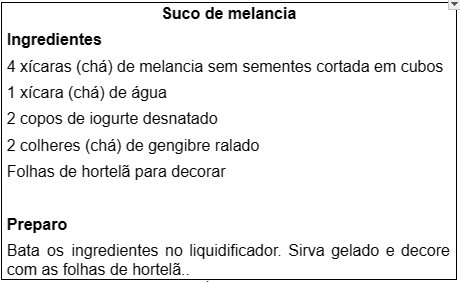 Suco de melancia
Ingredientes
4 xícaras (chá) de melancia sem sementes cortada em cubos
1 xícara (chá) de água
2 copos de iogurte desnatado
2 colheres (chá) de gengibre ralado
Folhas de hortelã para decorar
Preparo
Bata os ingredientes no liquidificador. Sirva gelado e decore
com as folhas de hortelã..